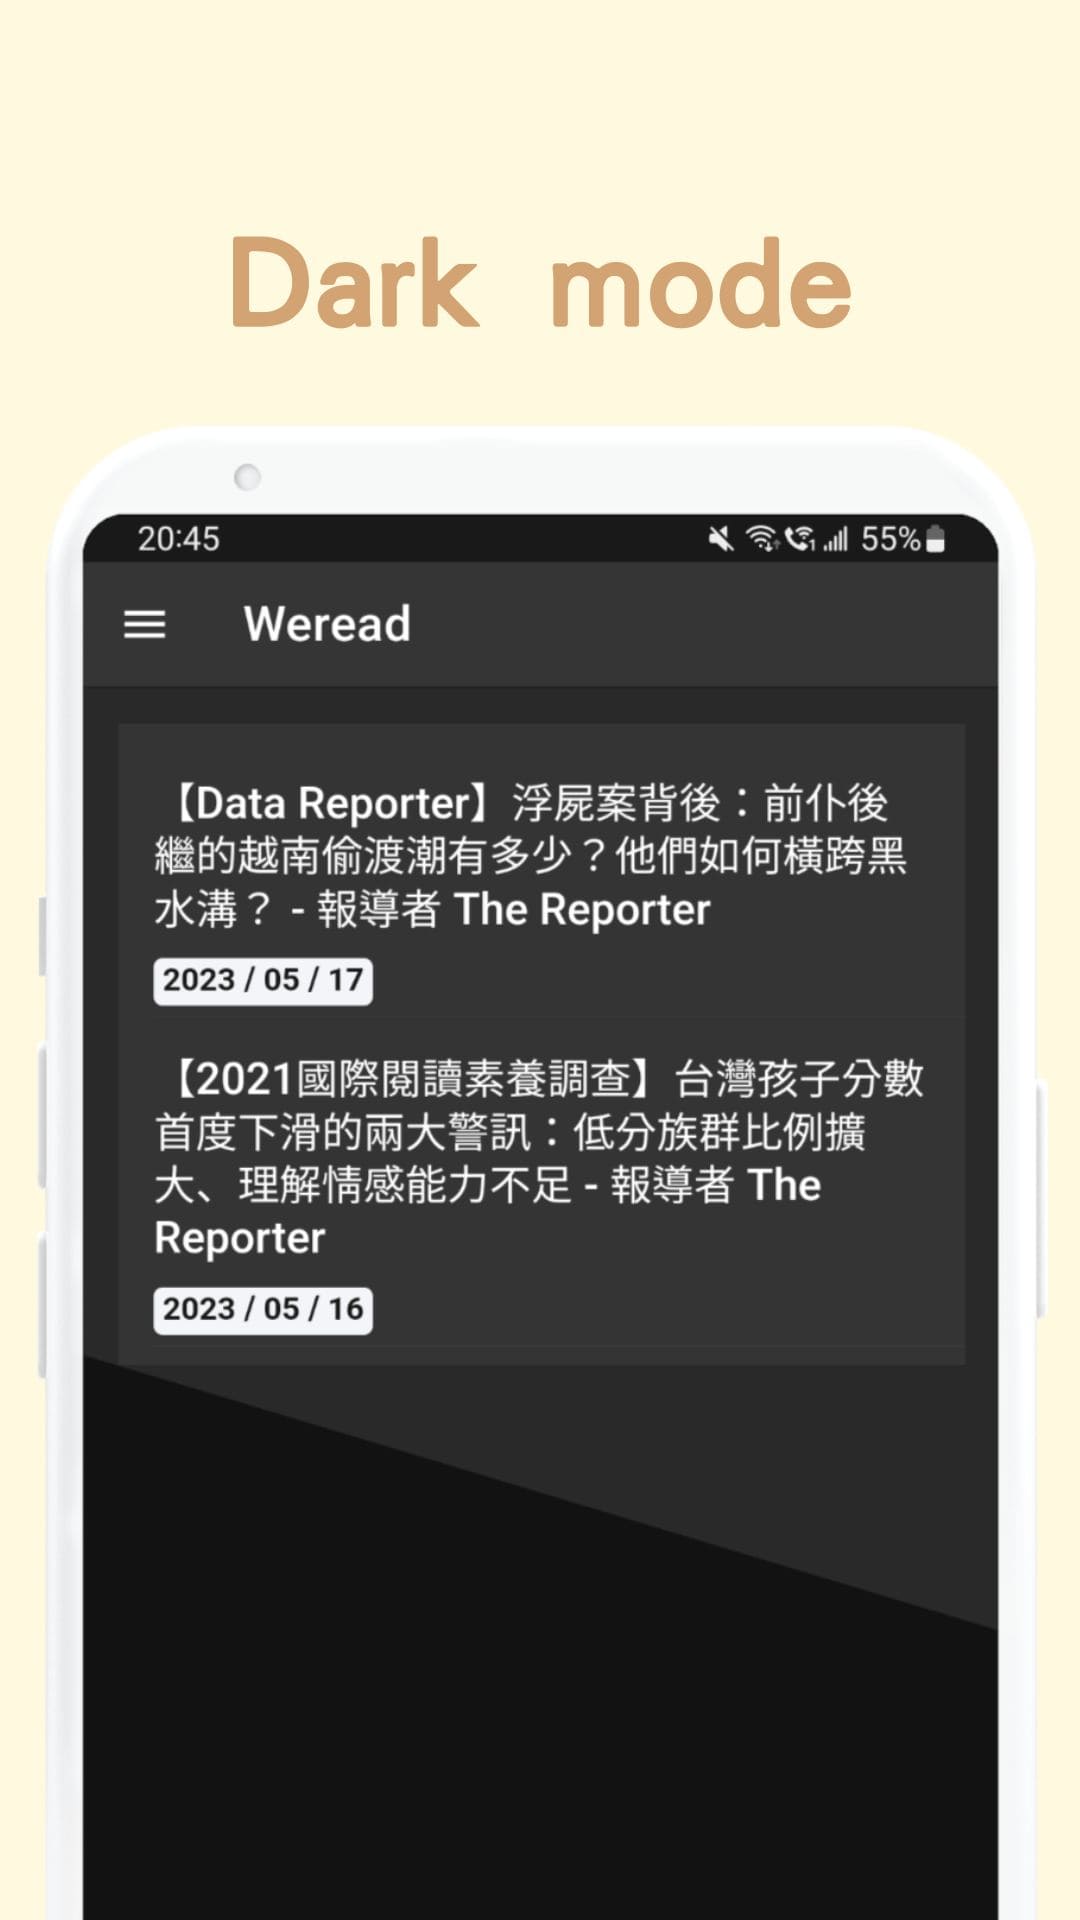 Dark mode
20:45
55%
Weread
【Data Reporter】浮屍案背後：前仆後
繼的越南偷渡潮有多少？他們如何橫跨黑
水溝？ - 報導者 The Reporter
2023 / 05 / 17
【2021國際閱讀素養調查】台灣孩子分數
首度下滑的兩大警訊：低分族群比例擴
大、理解情感能力不足 - 報導者 The
Reporter
2023 / 05 / 16